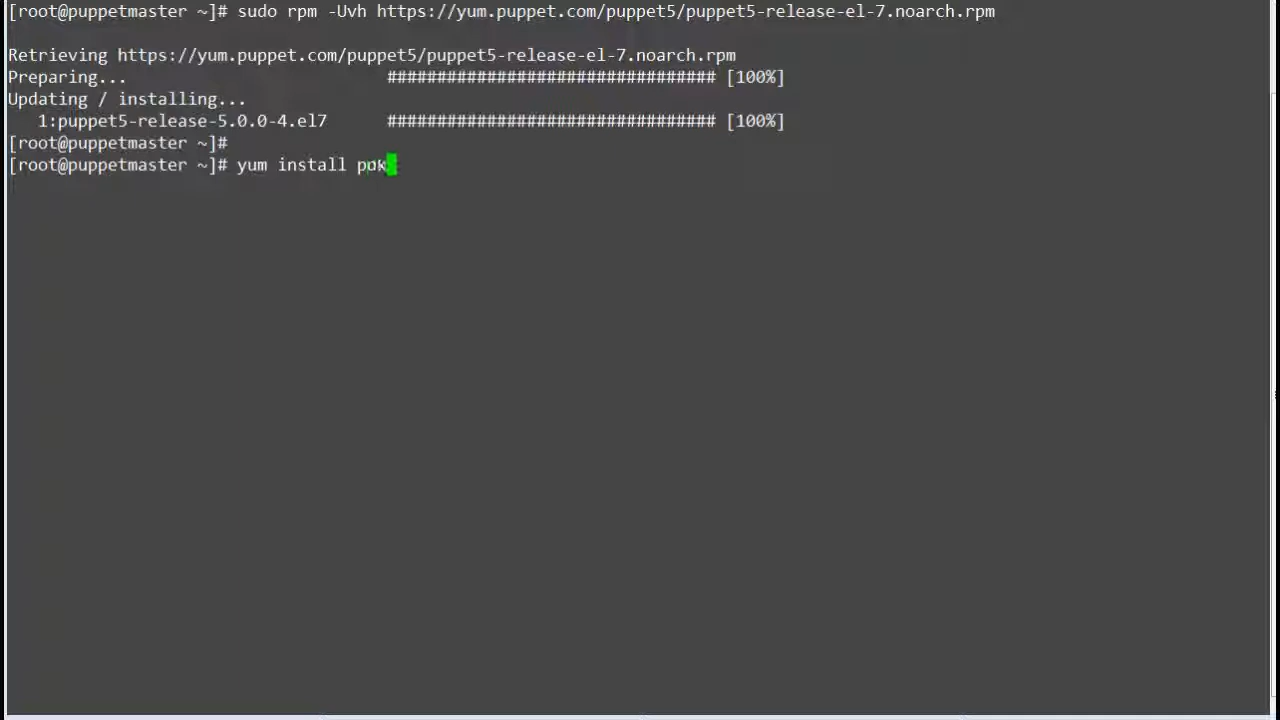 [root@puppetmaster ~]# sudo rpm -Uvh https://yum.puppet.com/puppet5/puppet5-release-el-7.noarch.rpm
Retrieving https://yum.puppet.com/puppet5/puppet5-release-el-7.noarch.rpm
Preparing... ################################# [100%]
Updating / installing...
1:puppet5-release-5.0.0-4.el7 ################################# [100%]
[root@puppetmaster ~]#
[root@puppetmaster ~]# yum install